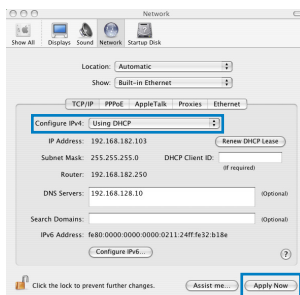 Network
Show All Displays Sound Network Startup Disk
Location: Automatic
Show: Built-in Ethernet
TCP/IP PPPoE AppleTalk Proxies Ethernet
Configure IPv4: Using DHCP
IP Address: 192.168.182.103 Renew DHCP Lease
Subnet Mask: 255.255.255.0 DHCP Client ID:
(If required)
Router: 192.168.182.250
DNS Servers: 192.168.128.10 (Optional)
Search Domains: (Optional)
IPv6 Address: fe80:0000:0000:0000:0211:24ff:fe32:b18e
Configure IPv6... ?
Click the lock to prevent further changes. Assist me... Apply Now